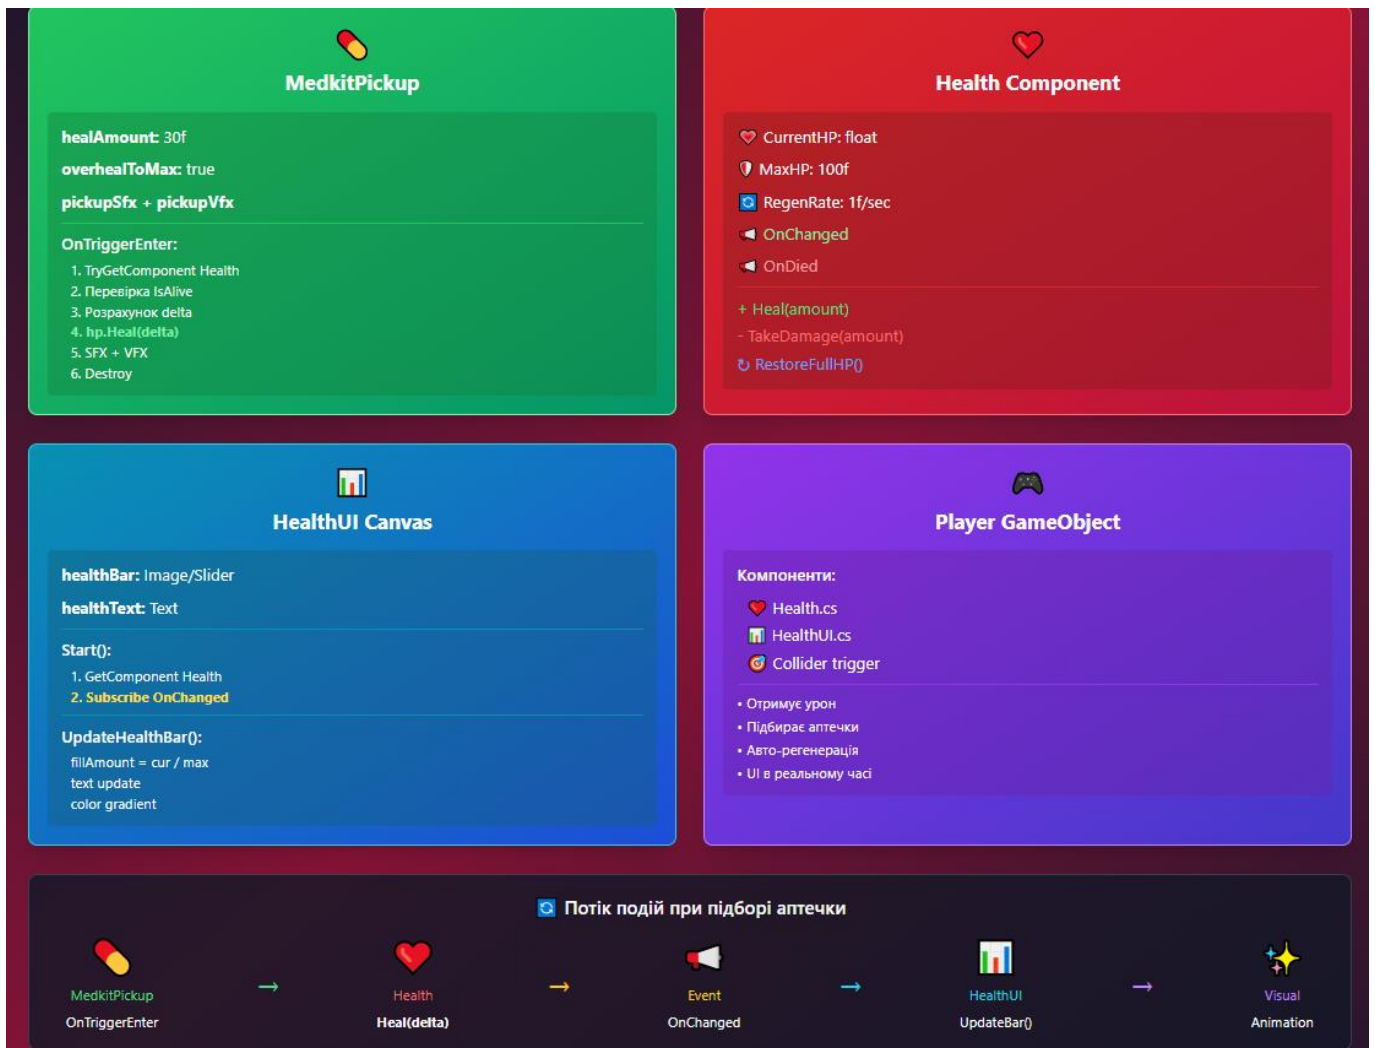 MedkitPickup
healAmount: 30f
overhealToMax: true
pickupSfx + pickupVfx
OnTriggerEnter:
1. TryGetComponent Health
2. Перевірка IsAlive
3. Розрахунок delta
4. hp.Heal(delta)
5. SFX + VFX
6. Destroy
Health Component
CurrentHP: float
MaxHP: 100f
RegenRate: 1f/sec
OnChanged
OnDied
+ Heal(amount)
- TakeDamage(amount)
↻ RestoreFullHP()
HealthUI Canvas
healthBar: Image/Slider
healthText: Text
Start():
1. GetComponent Health
2. Subscribe OnChanged
UpdateHealthBar():
fillAmount = cur / max
text update
color gradient
Player GameObject
Компоненти:
Health.cs
HealthUI.cs
Collider trigger
• Отримує урон
• Підбирає аптечки
• Авто-регенерація
• UI в реальному часі
Потік подій при підборі аптечки
MedkitPickup → Health → Event → HealthUI → Visual
OnTriggerEnter Heal(delta) OnChanged UpdateBar() Animation